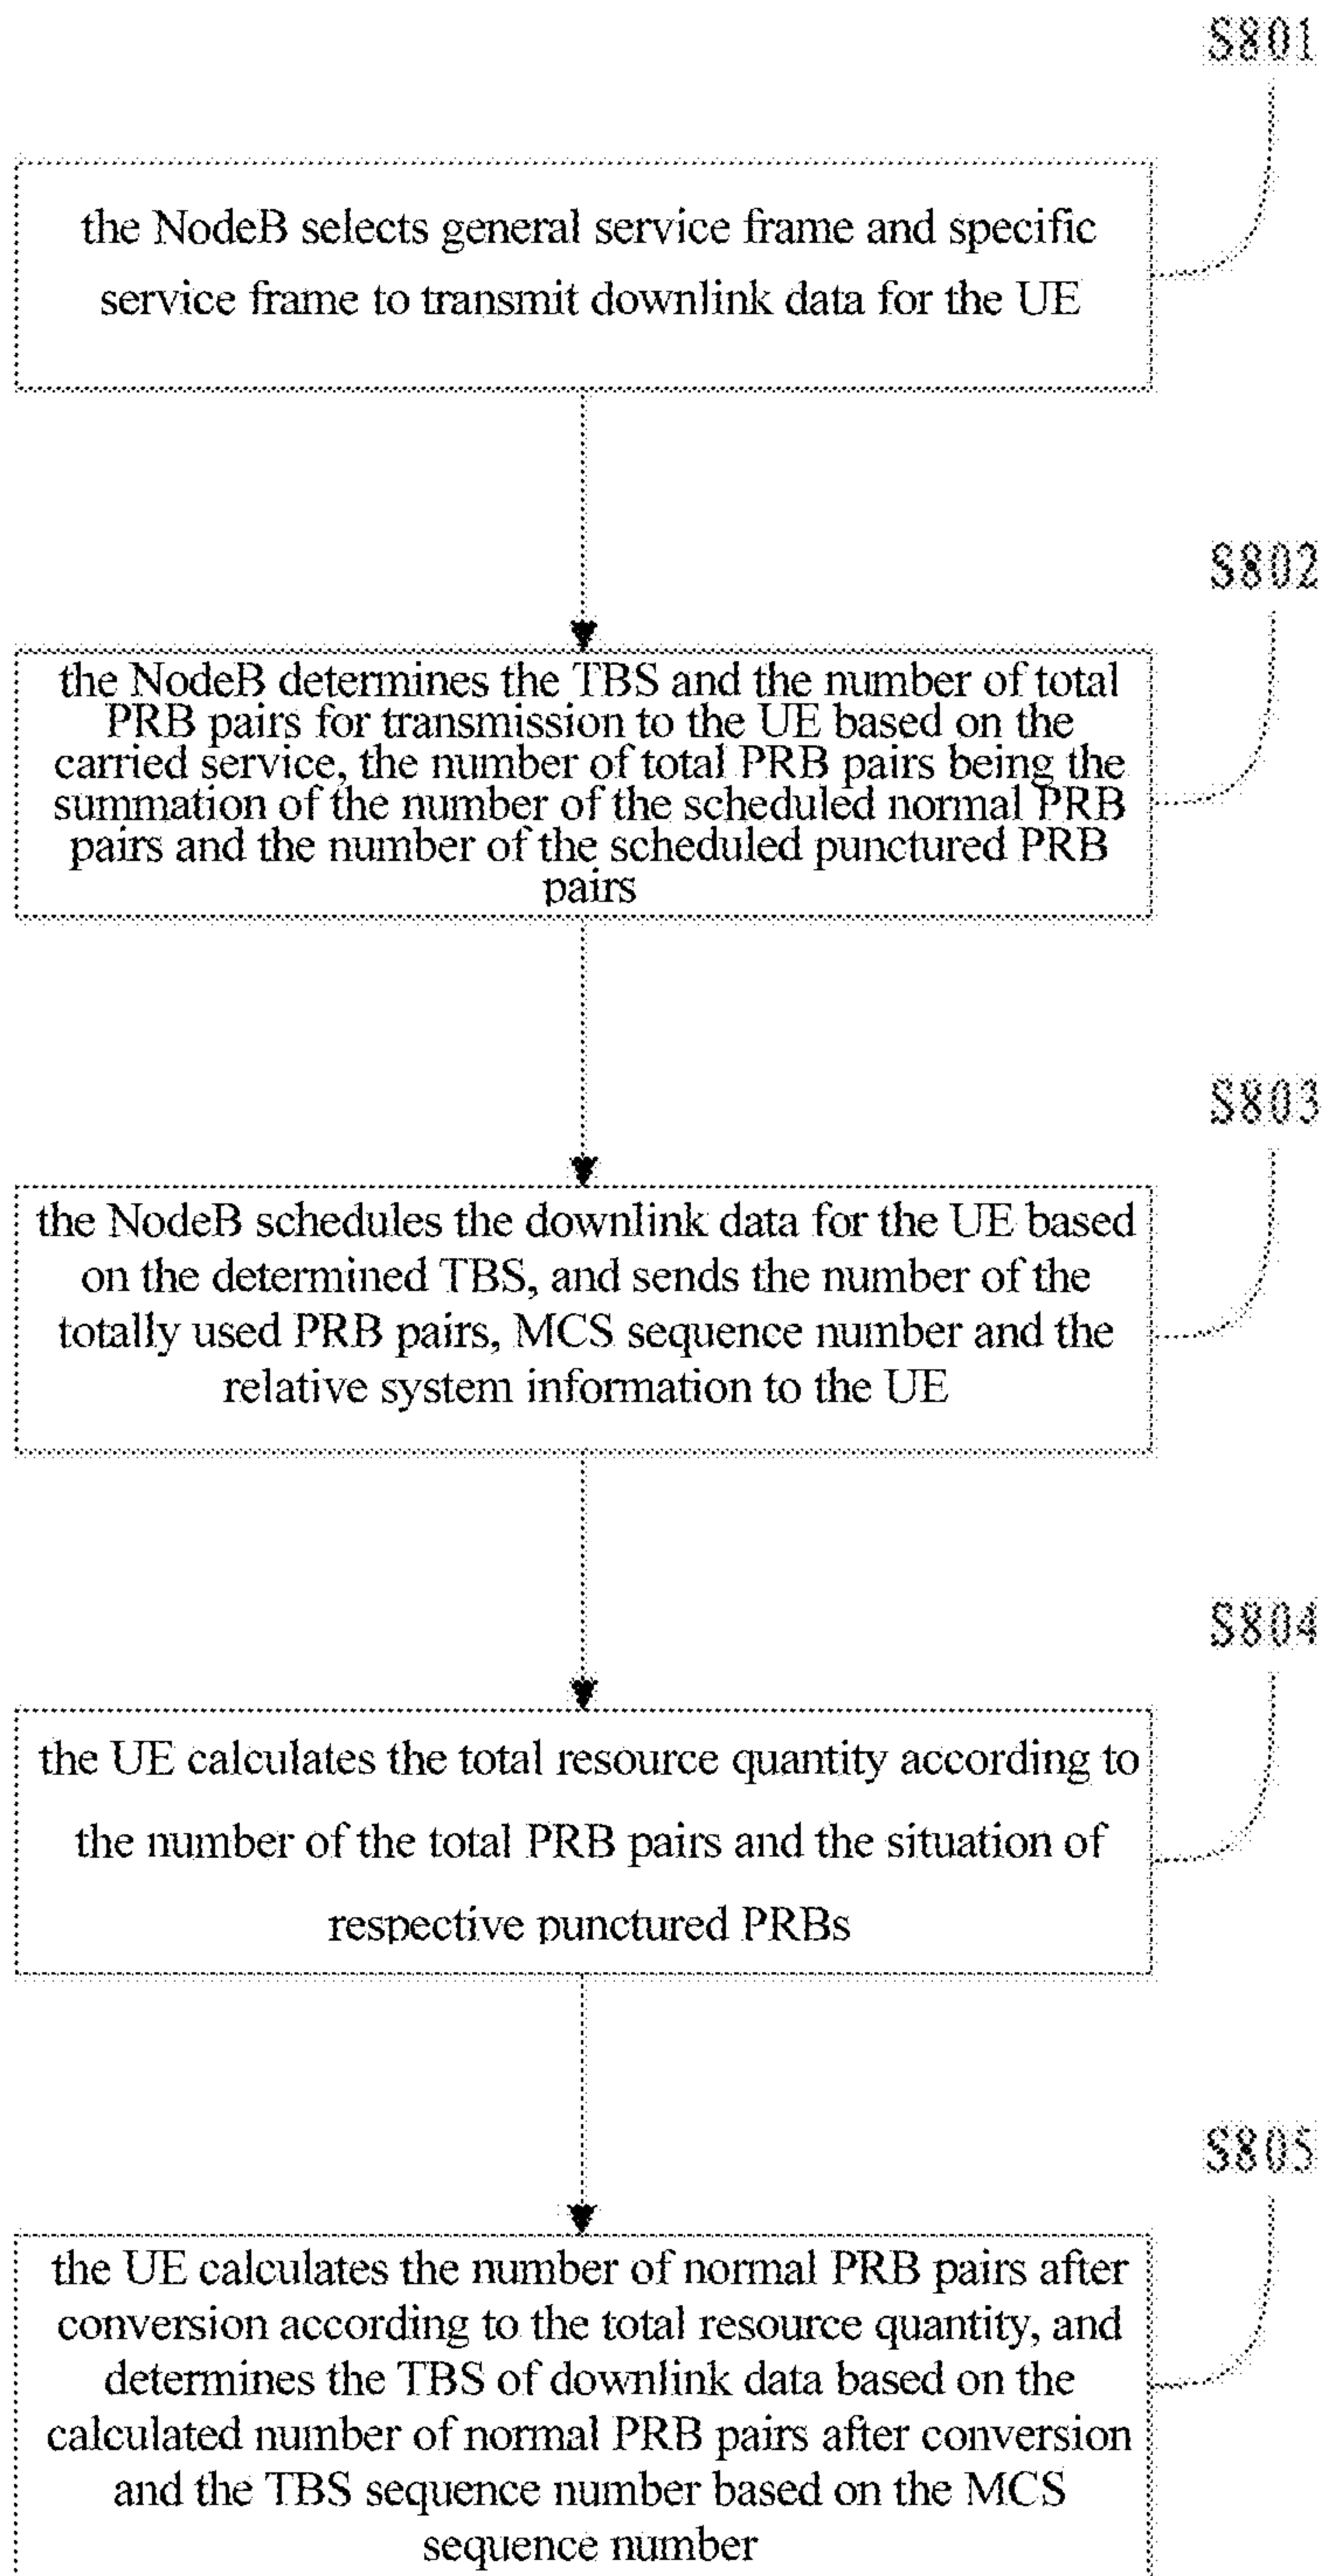 S801
the NodeB selects general service frame and specific
service frame to transmit downlink data for the UE
S802
the NodeB determines the TBS and the number of total
PRB pairs for transmission to the UE based on the
carried service, the number of total PRB pairs being the
summation of the number of the scheduled normal PRB
pairs and the number of the scheduled punctured PRB
pairs
S803
the NodeB schedules the downlink data for the UE based
on the determined TBS, and sends the number of the
totally used PRB pairs, MCS sequence number and the
relative system information to the UE
S804
the UE calculates the total resource quantity according to
the number of the total PRB pairs and the situation of
respective punctured PRBs
S805
the UE calculates the number of normal PRB pairs after
conversion according to the total resource quantity, and
determines the TBS of downlink data based on the
calculated number of normal PRB pairs after conversion
and the TBS sequence number based on the MCS
sequence number